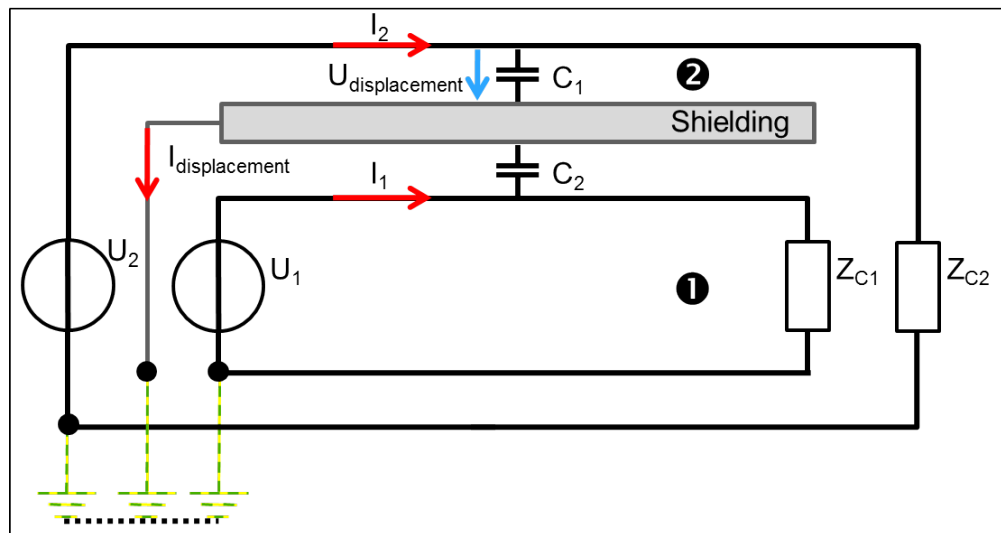 I2
Udisplacement
C1
❷
Shielding
Idisplacement
I1
C2
U2
U1
❶
ZC1
ZC2